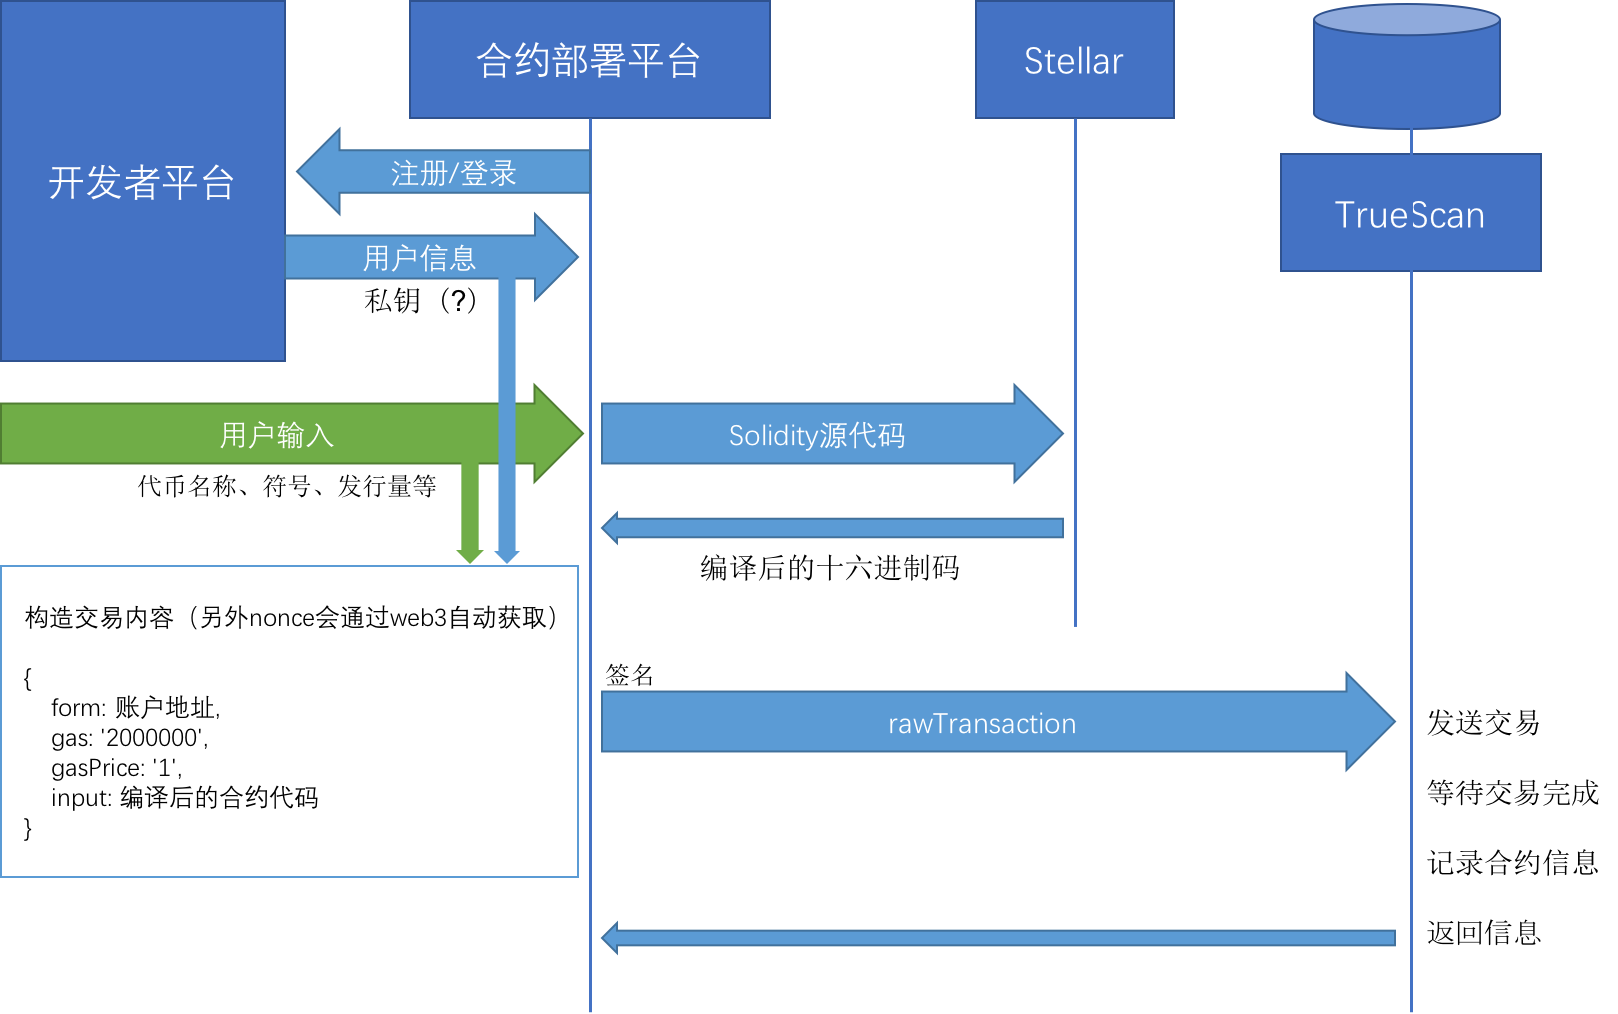 合约部署平台
Stellar
开发者平台
注册/登录
TrueScan
用户信息
私钥（?）
用户输入
Solidity源代码
代币名称、符号、发行量等
编译后的十六进制码
构造交易内容（另外nonce会通过web3自动获取）
{
form: 账户地址,
gas: '2000000',
gasPrice: '1',
input: 编译后的合约代码
}
签名
rawTransaction
发送交易
等待交易完成
记录合约信息
返回信息